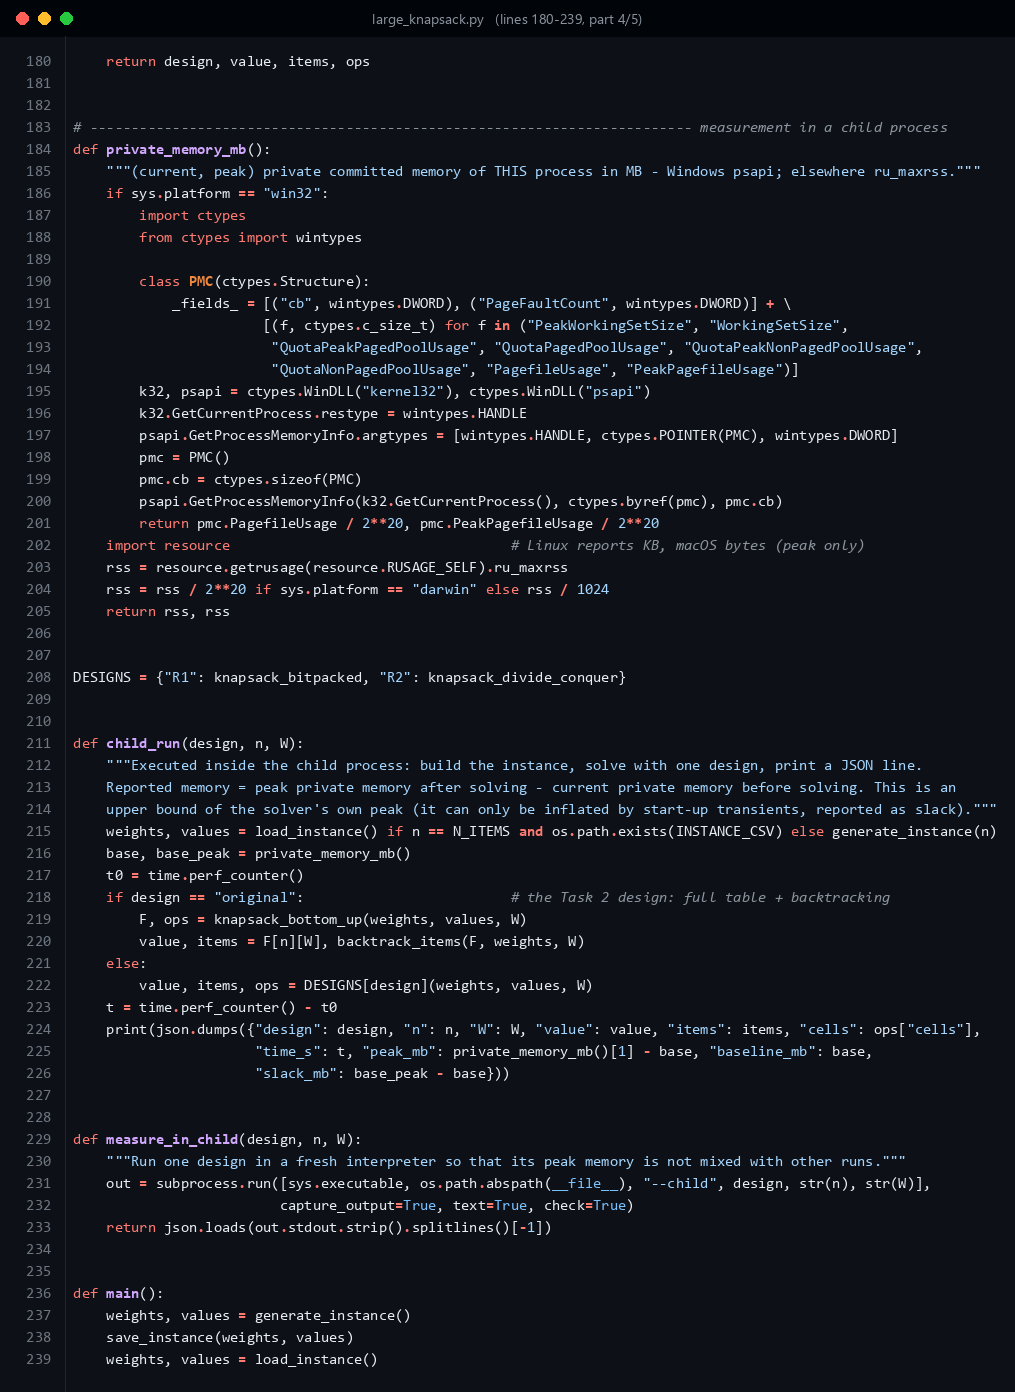 large_knapsack.py (lines 180-239, part 4/5)
180     return design, value, items, ops
181
182
183 # ------------------------------------------------------------------------- measurement in a child process
184 def private_memory_mb():
185     """(current, peak) private committed memory of THIS process in MB - Windows psapi; elsewhere ru_maxrss."""
186     if sys.platform == "win32":
187         import ctypes
188         from ctypes import wintypes
189
190         class PMC(ctypes.Structure):
191             _fields_ = [("cb", wintypes.DWORD), ("PageFaultCount", wintypes.DWORD)] + \
192                        [(f, ctypes.c_size_t) for f in ("PeakWorkingSetSize", "WorkingSetSize",
193                         "QuotaPeakPagedPoolUsage", "QuotaPagedPoolUsage", "QuotaPeakNonPagedPoolUsage",
194                         "QuotaNonPagedPoolUsage", "PagefileUsage", "PeakPagefileUsage")]
195         k32, psapi = ctypes.WinDLL("kernel32"), ctypes.WinDLL("psapi")
196         k32.GetCurrentProcess.restype = wintypes.HANDLE
197         psapi.GetProcessMemoryInfo.argtypes = [wintypes.HANDLE, ctypes.POINTER(PMC), wintypes.DWORD]
198         pmc = PMC()
199         pmc.cb = ctypes.sizeof(PMC)
200         psapi.GetProcessMemoryInfo(k32.GetCurrentProcess(), ctypes.byref(pmc), pmc.cb)
201         return pmc.PagefileUsage / 2**20, pmc.PeakPagefileUsage / 2**20
202     import resource                                  # Linux reports KB, macOS bytes (peak only)
203     rss = resource.getrusage(resource.RUSAGE_SELF).ru_maxrss
204     rss = rss / 2**20 if sys.platform == "darwin" else rss / 1024
205     return rss, rss
206
207
208 DESIGNS = {"R1": knapsack_bitpacked, "R2": knapsack_divide_conquer}
209
210
211 def child_run(design, n, W):
212     """Executed inside the child process: build the instance, solve with one design, print a JSON line.
213     Reported memory = peak private memory after solving - current private memory before solving. This is an
214     upper bound of the solver's own peak (it can only be inflated by start-up transients, reported as slack)."""
215     weights, values = load_instance() if n == N_ITEMS and os.path.exists(INSTANCE_CSV) else generate_instance(n)
216     base, base_peak = private_memory_mb()
217     t0 = time.perf_counter()
218     if design == "original":                         # the Task 2 design: full table + backtracking
219         F, ops = knapsack_bottom_up(weights, values, W)
220         value, items = F[n][W], backtrack_items(F, weights, W)
221     else:
222         value, items, ops = DESIGNS[design](weights, values, W)
223     t = time.perf_counter() - t0
224     print(json.dumps({"design": design, "n": n, "W": W, "value": value, "items": items, "cells": ops["cells"],
225                       "time_s": t, "peak_mb": private_memory_mb()[1] - base, "baseline_mb": base,
226                       "slack_mb": base_peak - base}))
227
228
229 def measure_in_child(design, n, W):
230     """Run one design in a fresh interpreter so that its peak memory is not mixed with other runs."""
231     out = subprocess.run([sys.executable, os.path.abspath(__file__), "--child", design, str(n), str(W)],
232                          capture_output=True, text=True, check=True)
233     return json.loads(out.stdout.strip().splitlines()[-1])
234
235
236 def main():
237     weights, values = generate_instance()
238     save_instance(weights, values)
239     weights, values = load_instance()